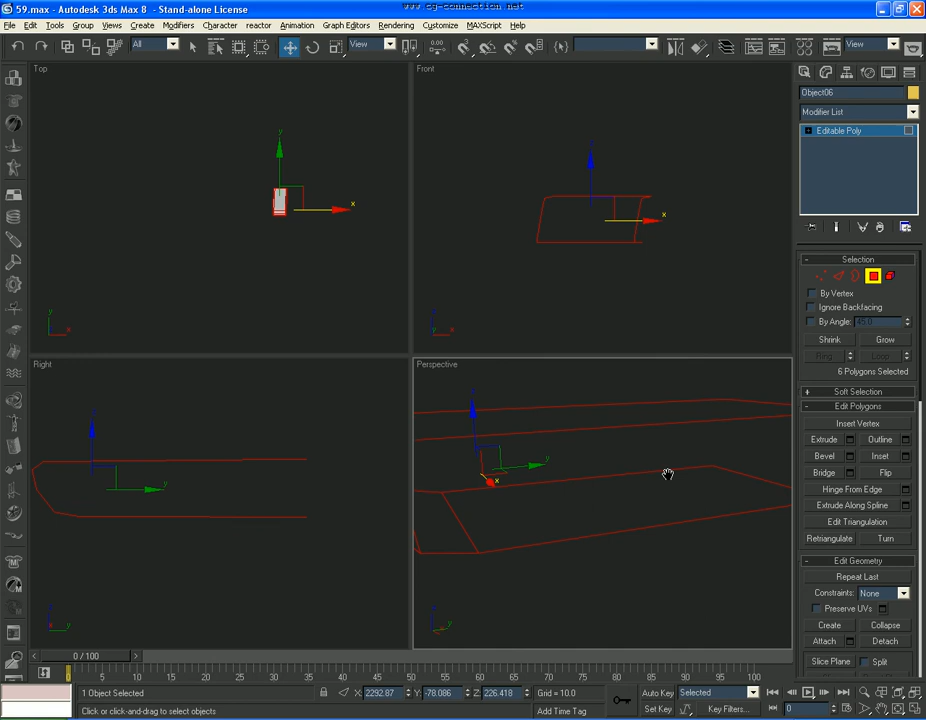 www.cg-connection.net
59.max - Autodesk 3ds Max 8 - Stand-alone License
File Edit Tools Group Views Create Modifiers Character reactor Animation Graph Editors Rendering Customize MAXScript Help
All View View
Top
Front
Right
Perspective
y
x
z
x
y
y
x
z
y
x
Object06
Modifier List
Editable Poly
- Selection
By Vertex
Ignore Backfacing
By Angle: 45.0
Shrink Grow
Ring Loop
6 Polygons Selected
+ Soft Selection
- Edit Polygons
Insert Vertex
Extrude Outline
Bevel Inset
Bridge Flip
Hinge From Edge
Extrude Along Spline
Edit Triangulation
Retriangulate Turn
- Edit Geometry
Repeat Last
Constraints: None
Preserve UVs
Create Collapse
Attach Detach
Slice Plane Split
0 / 100
0 5 10 15 20 25 30 35 40 45 50 55 60 65 70 75 80 85 90 95 100
1 Object Selected X: 2292.87 Y: -78.086 Z: 226.418 Grid = 10.0 Auto Key Selected
Click or click-and-drag to select objects Add Time Tag Set Key Key Filters... 0